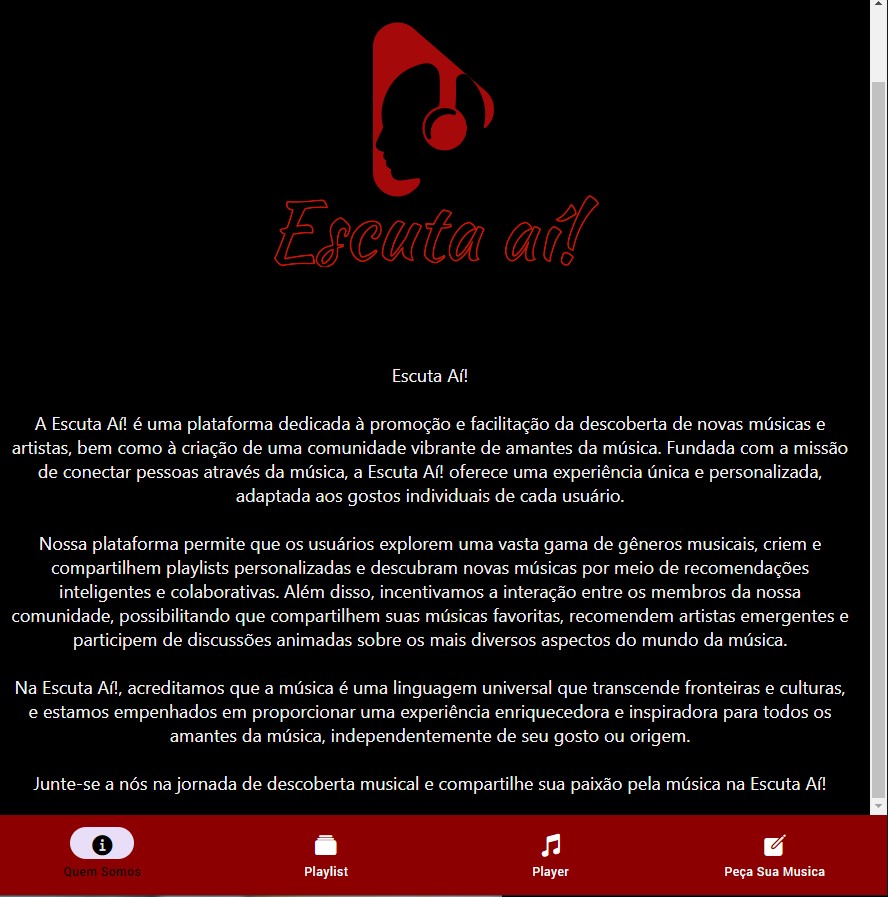 Escuta aí!
Escuta Aí!
A Escuta Aí! é uma plataforma dedicada à promoção e facilitação da descoberta de novas músicas e
artistas, bem como à criação de uma comunidade vibrante de amantes da música. Fundada com a missão
de conectar pessoas através da música, a Escuta Aí! oferece uma experiência única e personalizada,
adaptada aos gostos individuais de cada usuário.
Nossa plataforma permite que os usuários explorem uma vasta gama de gêneros musicais, criem e
compartilhem playlists personalizadas e descubram novas músicas por meio de recomendações
inteligentes e colaborativas. Além disso, incentivamos a interação entre os membros da nossa
comunidade, possibilitando que compartilhem suas músicas favoritas, recomendem artistas emergentes e
participem de discussões animadas sobre os mais diversos aspectos do mundo da música.
Na Escuta Aí!, acreditamos que a música é uma linguagem universal que transcende fronteiras e culturas,
e estamos empenhados em proporcionar uma experiência enriquecedora e inspiradora para todos os
amantes da música, independentemente de seu gosto ou origem.
Junte-se a nós na jornada de descoberta musical e compartilhe sua paixão pela música na Escuta Aí!
Quem Somos
Playlist
Player
Peça Sua Musica